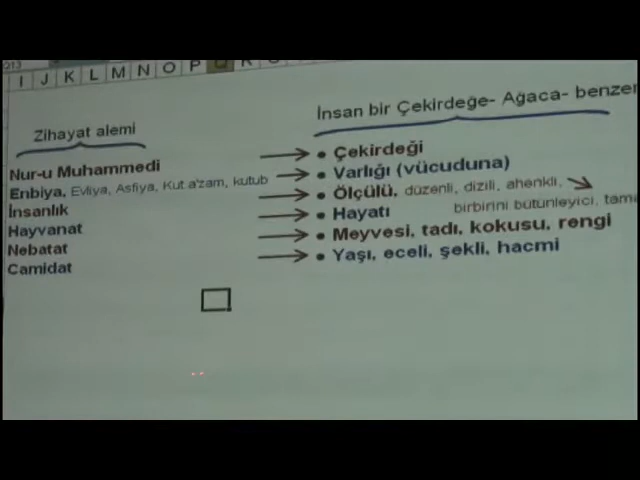 I J K L M N O P Q
Zihayat alemi
İnsan bir Çekirdeğe- Ağaca- benzer
Nur-u Muhammedi
Enbiya, Evliya, Asfiya, Kut a'zam, kutub
İnsanlık
Hayvanat
Nebatat
Camidat
• Çekirdeği
• Varlığı (vücuduna)
• Ölçülü, düzenli, dizili, ahenkli,
birbirini bütünleyici,
• Hayatı
• Meyvesi, tadı, kokusu, rengi
• Yaşı, eceli, şekli, hacmi